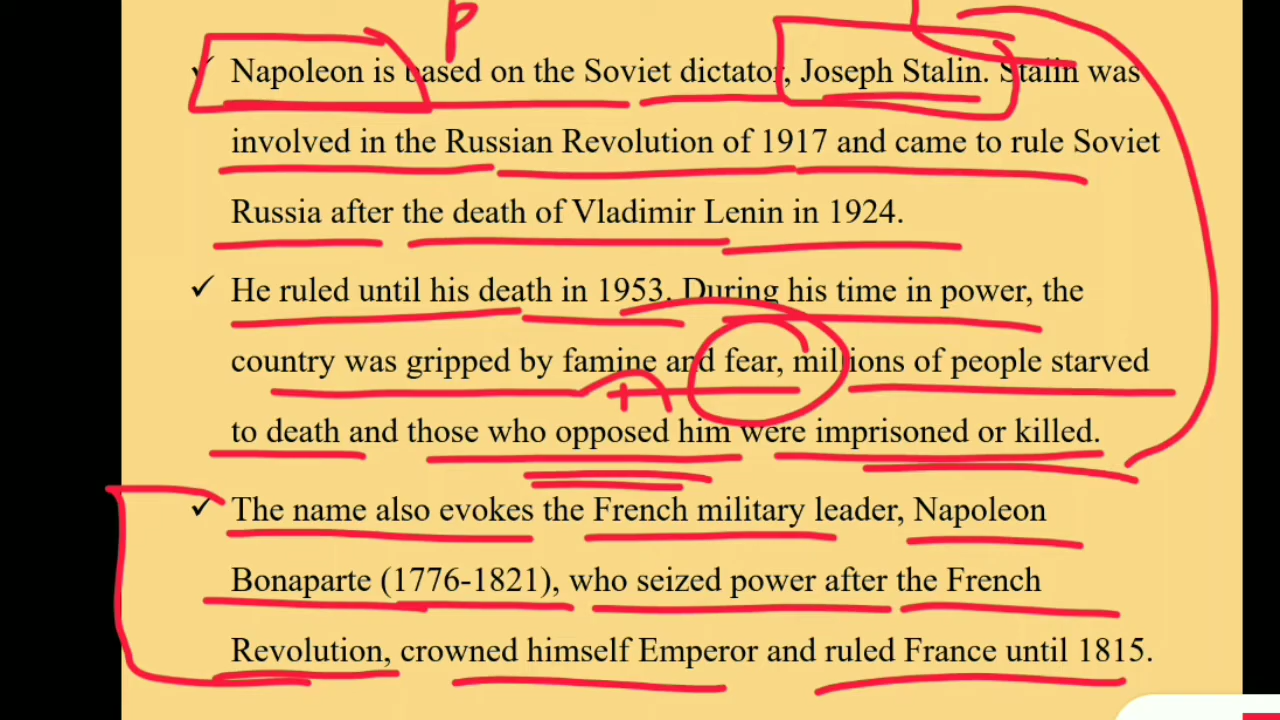 p
✓ Napoleon is based on the Soviet dictator, Joseph Stalin. Stalin was
involved in the Russian Revolution of 1917 and came to rule Soviet
Russia after the death of Vladimir Lenin in 1924.
✓ He ruled until his death in 1953. During his time in power, the
country was gripped by famine and fear, millions of people starved
to death and those who opposed him were imprisoned or killed.
✓ The name also evokes the French military leader, Napoleon
Bonaparte (1776-1821), who seized power after the French
Revolution, crowned himself Emperor and ruled France until 1815.